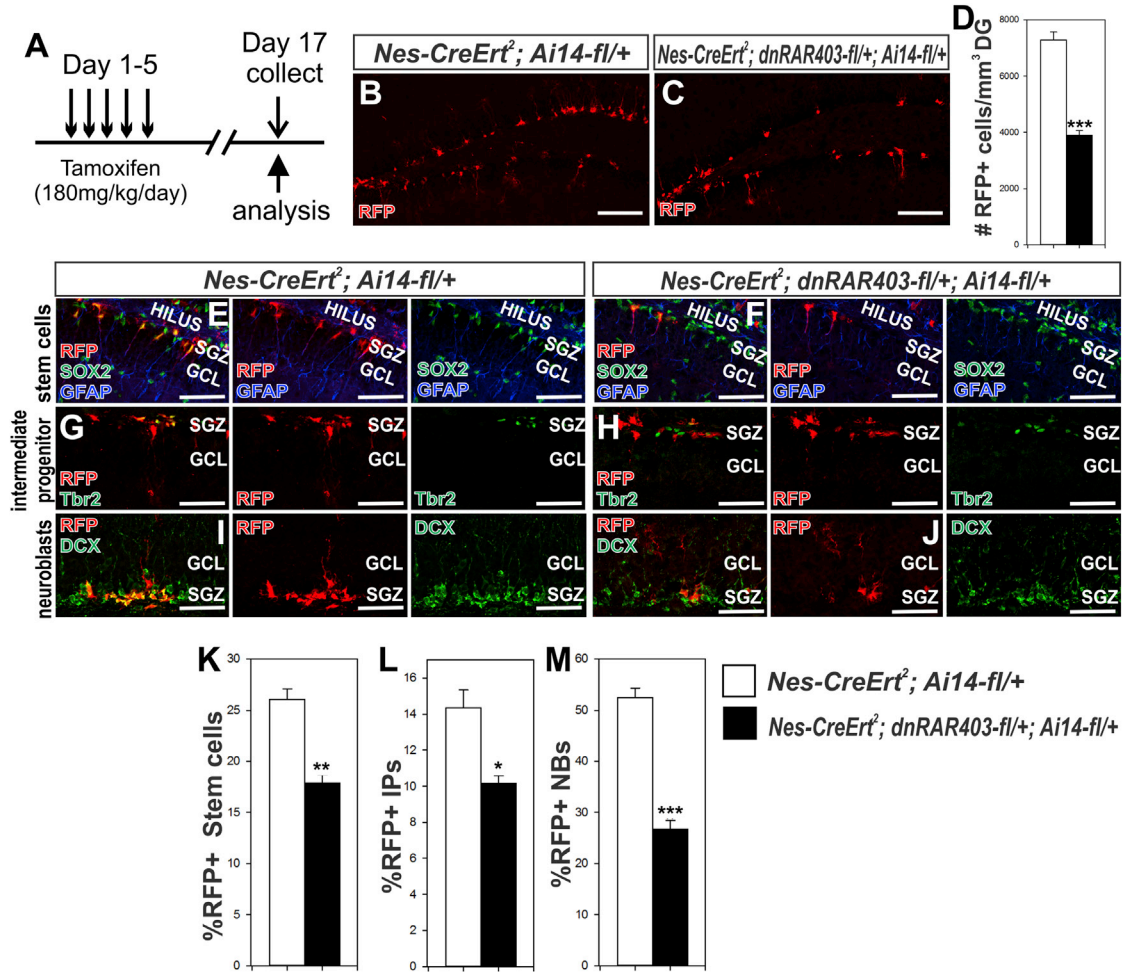 A
Day 1-5
Day 17
collect
Tamoxifen
(180mg/kg/day)
analysis
Nes-CreErt²; Ai14-fl/+
Nes-CreErt²; dnRAR403-fl/+; Ai14-fl/+
B
RFP
C
RFP
D
# RFP+ cells/mm³ DG
8000
6000
4000
2000
0
***
Nes-CreErt²; Ai14-fl/+
Nes-CreErt²; dnRAR403-fl/+; Ai14-fl/+
stem cells
E
HILUS
SGZ
GCL
RFP
SOX2
GFAP
HILUS
SGZ
GCL
RFP
GFAP
HILUS
SGZ
GCL
SOX2
GFAP
F
HILUS
SGZ
GCL
RFP
SOX2
GFAP
HILUS
SGZ
GCL
RFP
GFAP
HILUS
SGZ
GCL
SOX2
GFAP
intermediate
progenitor
G
SGZ
GCL
RFP
Tbr2
SGZ
GCL
RFP
SGZ
GCL
Tbr2
H
SGZ
GCL
RFP
Tbr2
SGZ
GCL
RFP
SGZ
GCL
Tbr2
neuroblasts
RFP
DCX
I
GCL
SGZ
RFP
GCL
SGZ
DCX
GCL
SGZ
RFP
DCX
GCL
SGZ
RFP
J
GCL
SGZ
DCX
GCL
SGZ
K
%RFP+ Stem cells
30
25
20
15
10
5
0
**
L
%RFP+ IPs
16
14
12
10
8
6
4
2
0
*
M
%RFP+ NBs
60
50
40
30
20
10
0
***
Nes-CreErt²; Ai14-fl/+
Nes-CreErt²; dnRAR403-fl/+; Ai14-fl/+